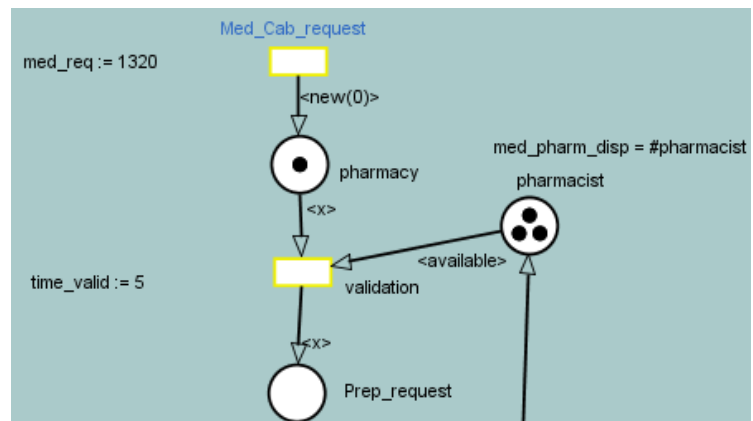 Med_Cab_request
med_req := 1320
<new(0)>
med_pharm_disp = #pharmacist
pharmacy
pharmacist
<x>
<available>
time_valid := 5
validation
<x>
Prep_request